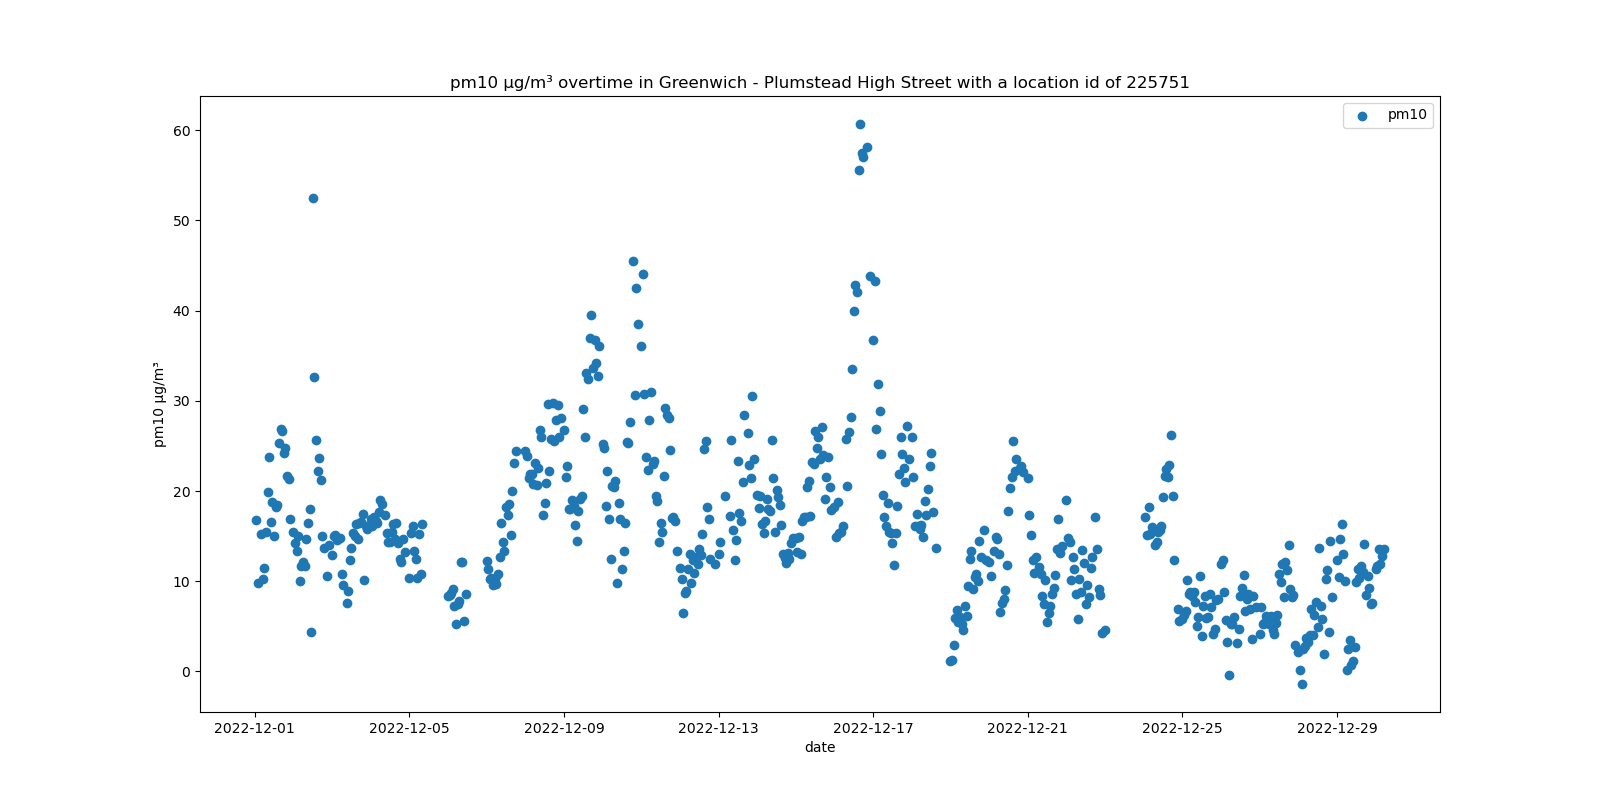 pm10 μg/m³ overtime in Greenwich - Plumstead High Street with a location id of 225751
pm10
60
50
40
30
20
10
0
pm10 μg/m³
2022-12-01 2022-12-05 2022-12-09 2022-12-13 2022-12-17 2022-12-21 2022-12-25 2022-12-29
date